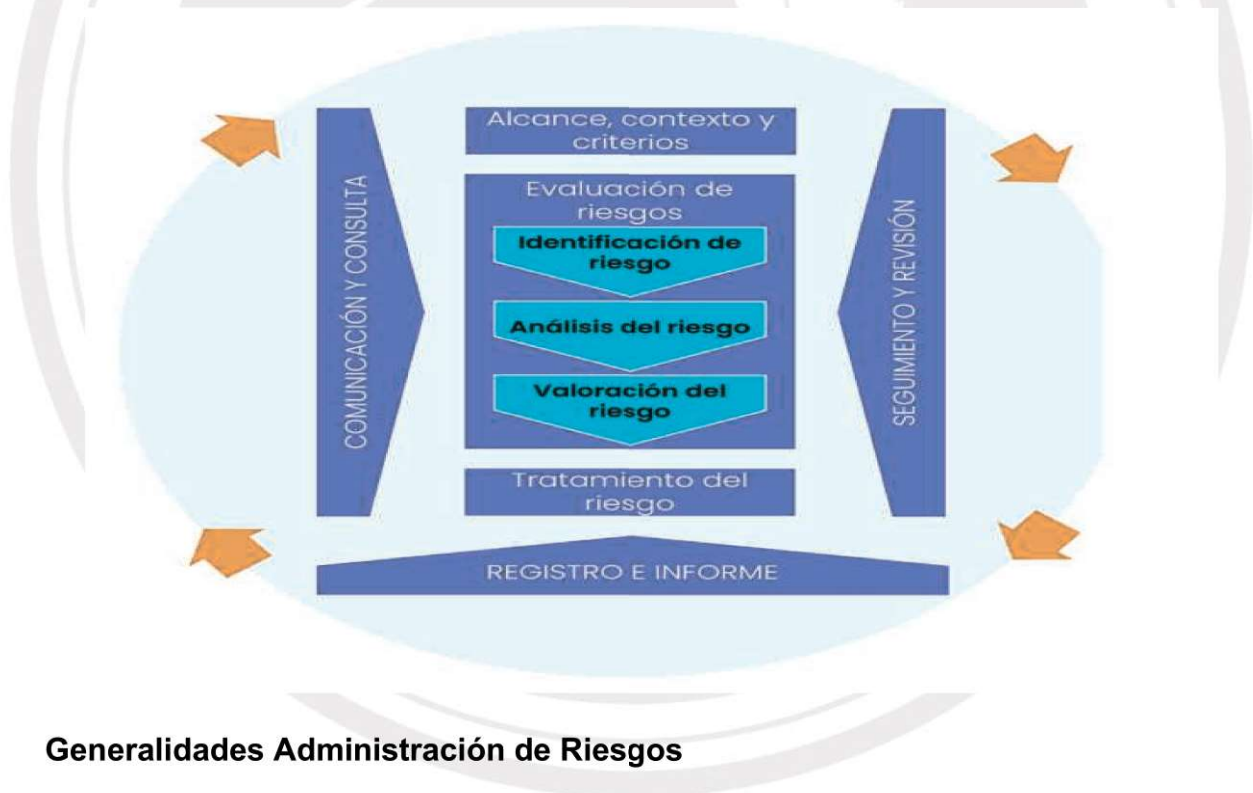 Alcance, contexto y
criterios
COMUNICACIÓN Y CONSULTA
Evaluación de
riesgos
Identificación de
riesgo
Análisis del riesgo
Valoración del
riesgo
SEGUIMIENTO Y REVISIÓN
Tratamiento del
riesgo
REGISTRO E INFORME
Generalidades Administración de Riesgos